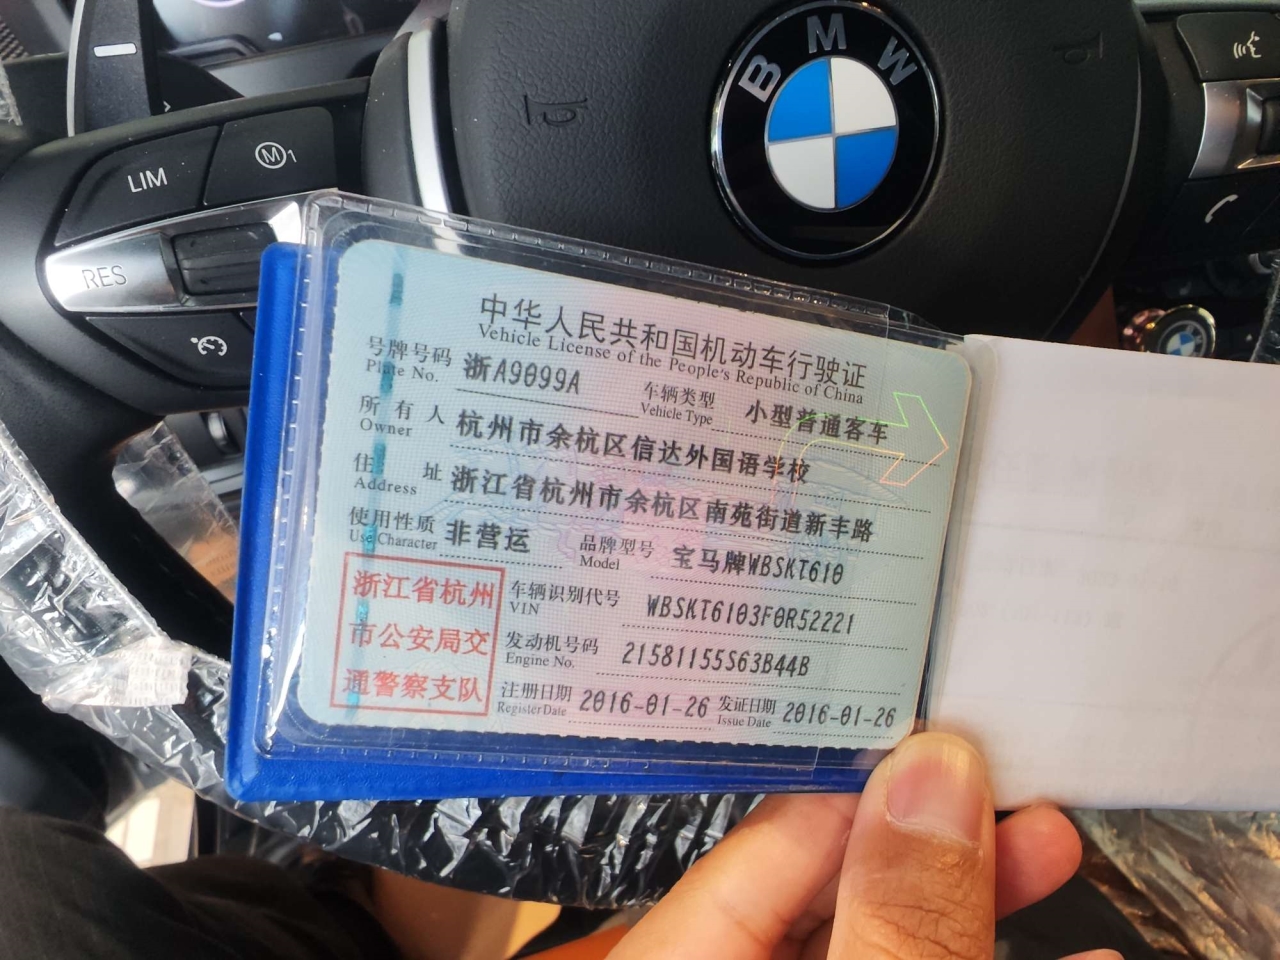 BMW
LIM
M1
RES
中华人民共和国机动车行驶证
Vehicle License of the People's Republic of China
号牌号码 浙A9099A 车辆类型 小型普通客车
Plate No. Vehicle Type
所有人 杭州市余杭区信达外国语学校
Owner
住址 浙江省杭州市余杭区南苑街道新丰路
Address
使用性质 非营运 品牌型号 宝马牌WBSKT610
Use Character Model
浙江省杭州
市公安局交
通警察支队
车辆识别代号 WBSKT6103F0R52221
VIN
发动机号码 21581155S63B44B
Engine No.
注册日期 2016-01-26 发证日期 2016-01-26
Register Date Issue Date